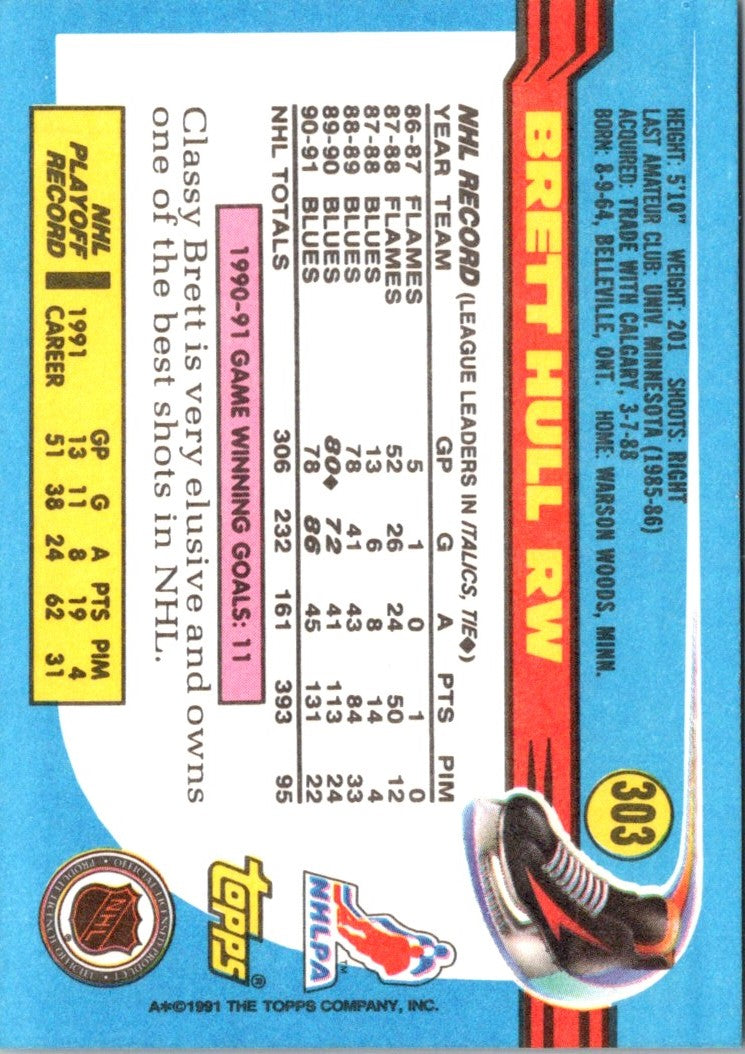 HEIGHT: 5'10" WEIGHT: 201 SHOOTS: RIGHT
LAST AMATEUR CLUB: UNIV. MINNESOTA (1985-86)
ACQUIRED: TRADE WITH CALGARY, 3-7-88
BORN: 8-9-64, BELLEVILLE, ONT. HOME: WARSON WOODS, MINN.
303
BRETT HULL RW
NHL RECORD (LEAGUE LEADERS IN ITALICS, TIE◆)
YEAR TEAM GP G A PTS PIM
86-87 FLAMES 5 1 0 1 0
87-88 FLAMES 52 26 24 50 12
87-88 BLUES 13 6 8 14 4
88-89 BLUES 78 41 43 84 33
89-90 BLUES 80◆ 72 41 113 24
90-91 BLUES 78 86 45 131 22
NHL TOTALS 306 232 161 393 95
1990-91 GAME WINNING GOALS: 11
Classy Brett is very elusive and owns
one of the best shots in NHL.
NHL PLAYOFF RECORD
GP G A PTS PIM
1991 13 11 8 19 4
CAREER 51 38 24 62 31
NHLPA™
TOPPS®
NHL
A*©1991 THE TOPPS COMPANY, INC.